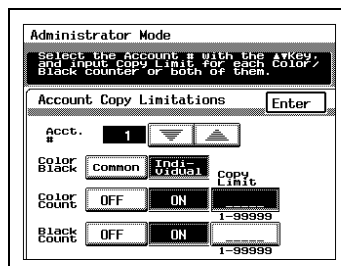 Administrator Mode
Select the Account # with the ▲▼Key,
and input Copy Limit for each Color/
Black counter or both of them.
Account Copy Limitations Enter
Acct. # 1
Color Black Common Indi-vidual Copy Limit
Color Count OFF ON _____
1-99999
Black Count OFF ON _____
1-99999